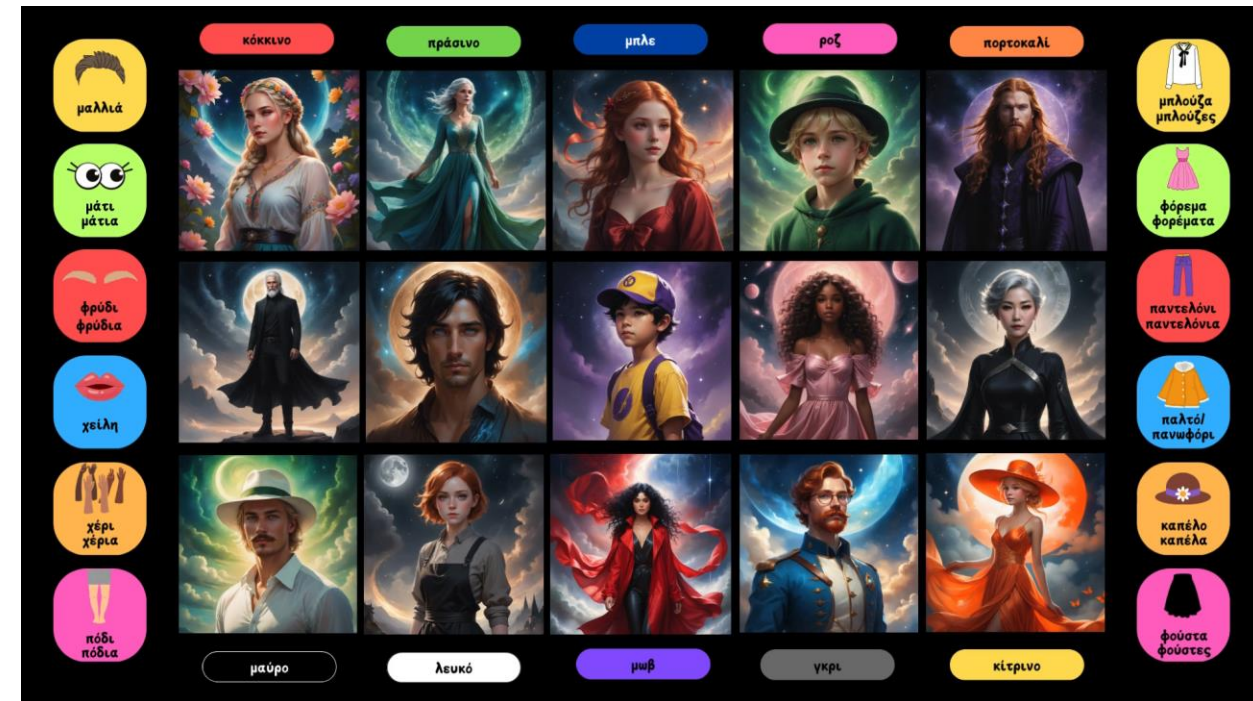 κόκκινο
πράσινο
μπλε
ροζ
πορτοκαλί
μαλλιά
μάτι
μάτια
φρύδι
φρύδια
χείλη
χέρι
χέρια
πόδι
πόδια
μπλούζα
μπλούζες
φόρεμα
φορέματα
παντελόνι
παντελόνια
παλτό/
πανωφόρι
καπέλο
καπέλα
φούστα
φούστες
μαύρο
λευκό
μωβ
γκρι
κίτρινο